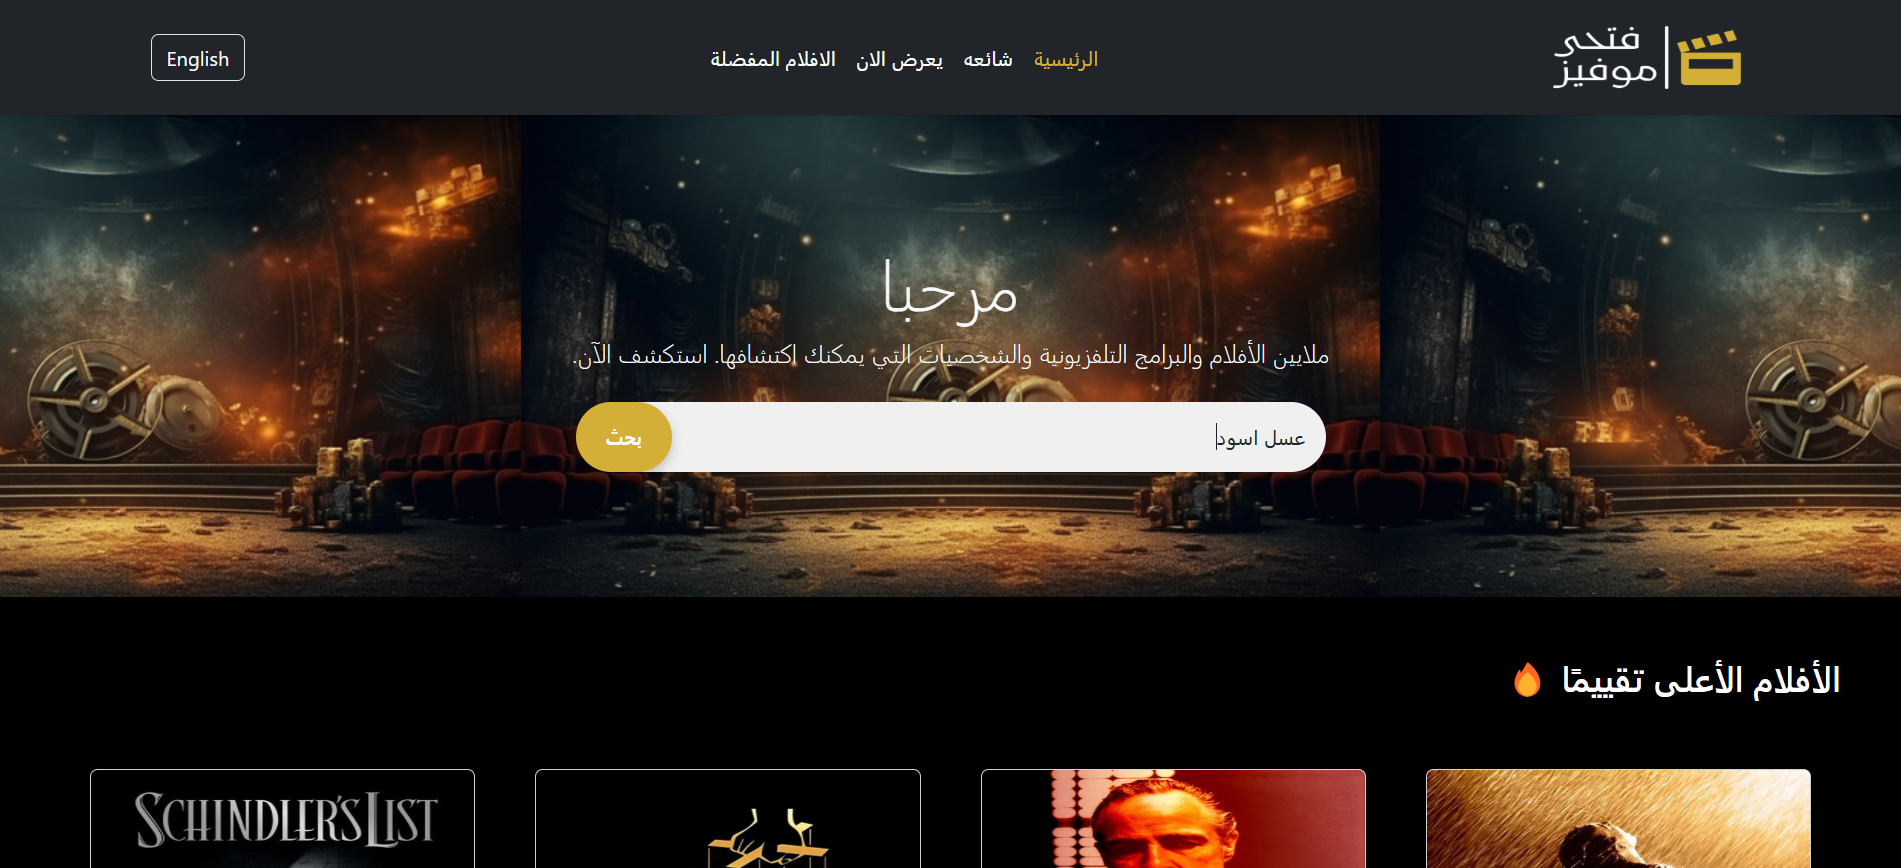 فتحي
موفيز
الرئيسية
شائعه
يعرض الان
الافلام المفضلة
English
مرحبا
ملايين الأفلام والبرامج التلفزيونية والشخصيات التي يمكنك إكتشافها. استكشف الآن.
عسل اسود
بحث
الأفلام الأعلى تقييمًا
SCHINDLER'S LIST